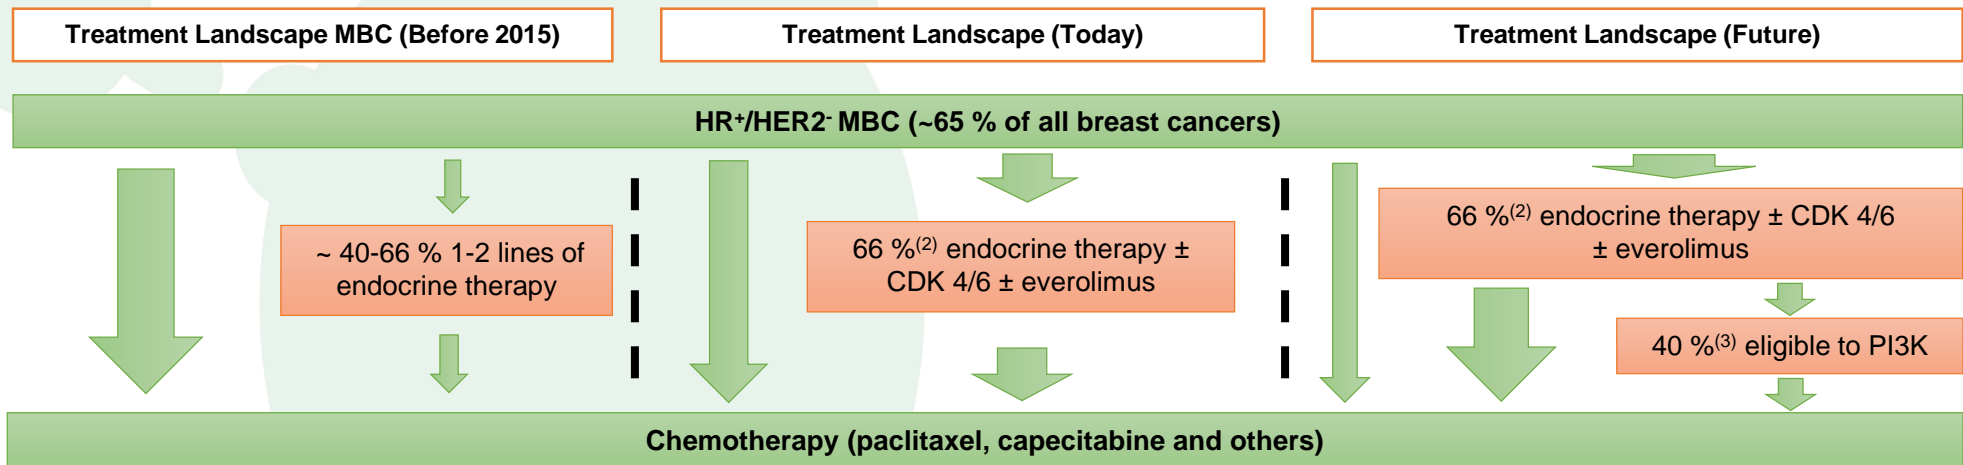 Treatment Landscape MBC (Before 2015)
Treatment Landscape (Today)
Treatment Landscape (Future)
HR⁺/HER2⁻ MBC (~65 % of all breast cancers)
~ 40-66 % 1-2 lines of
endocrine therapy
66 %⁽²⁾ endocrine therapy ±
CDK 4/6 ± everolimus
66 %⁽²⁾ endocrine therapy ± CDK 4/6
± everolimus
40 %⁽³⁾ eligible to PI3K
Chemotherapy (paclitaxel, capecitabine and others)